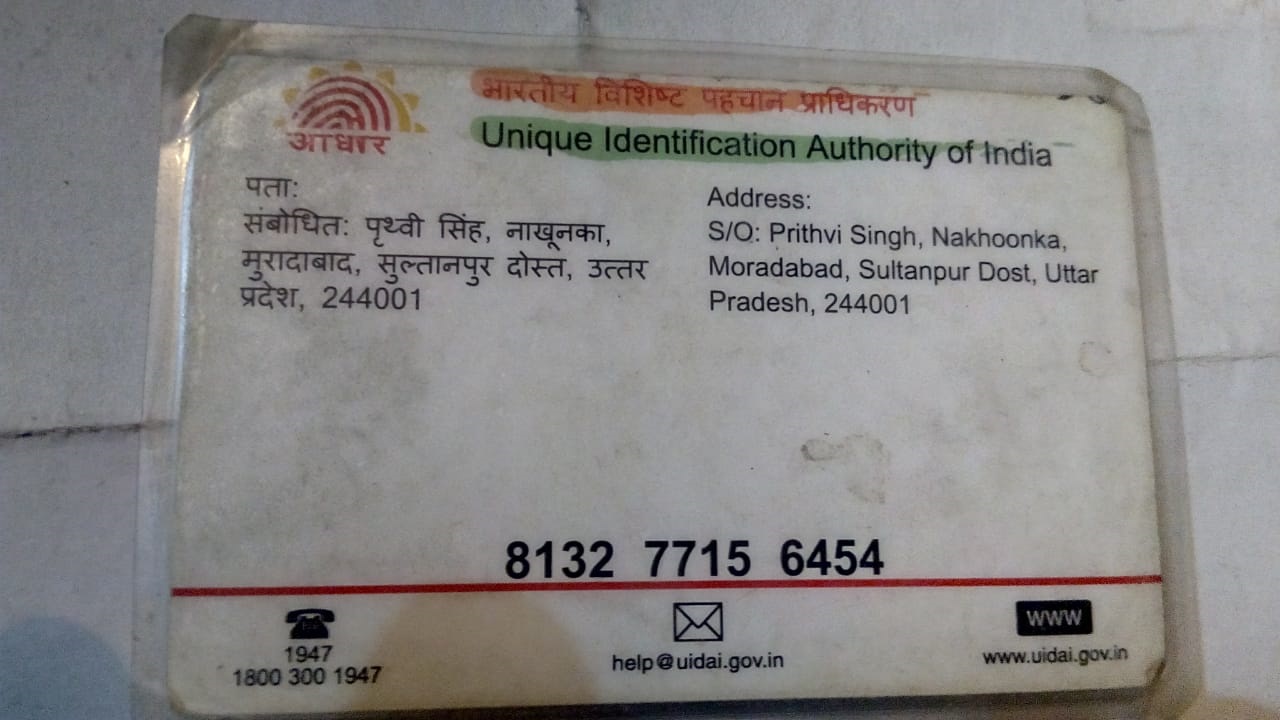 आधार
भारतीय विशिष्ट पहचान प्राधिकरण
Unique Identification Authority of India
पता:
संबोधित: पृथ्वी सिंह, नाखूनका,
मुरादाबाद, सुल्तानपुर दोस्त, उत्तर
प्रदेश, 244001
Address:
S/O: Prithvi Singh, Nakhoonka,
Moradabad, Sultanpur Dost, Uttar
Pradesh, 244001
8132 7715 6454
1947
1800 300 1947
help@uidai.gov.in
www
www.uidai.gov.in